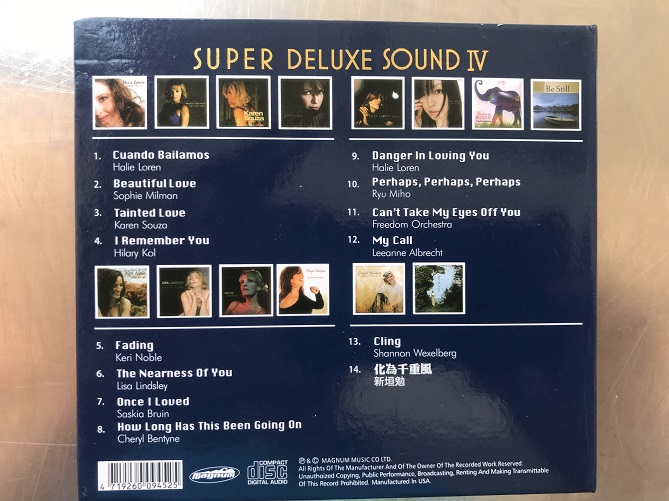 SUPER DELUXE SOUND IV
Karen
Souza
Be Still
1. Cuando Bailamos
Halie Loren
2. Beautiful Love
Sophie Milman
3. Tainted Love
Karen Souza
4. I Remember You
Hilary Kol
9. Danger In Loving You
Halie Loren
10. Perhaps, Perhaps, Perhaps
Ryu Miho
11. Can't Take My Eyes Off You
Freedom Orchestra
12. My Call
Leeanne Albrecht
5. Fading
Keri Noble
6. The Nearness Of You
Lisa Lindsley
7. Once I Loved
Saskia Bruin
8. How Long Has This Been Going On
Cheryl Bentyne
13. Cling
Shannon Wexelberg
14. 化為千重風
新垣勉
4 719260 094525
magnum
COMPACT
disc
DIGITAL AUDIO
℗ & © MAGNUM MUSIC CO LTD.
All Rights Of The Manufacturer And Of The Owner Of The Recorded Work Reserved.
Unauthoized Copying, Public Performance, Broadcasting, Renting And Making Transmittable
Of This Record Prohibited. Manufactured In USA.